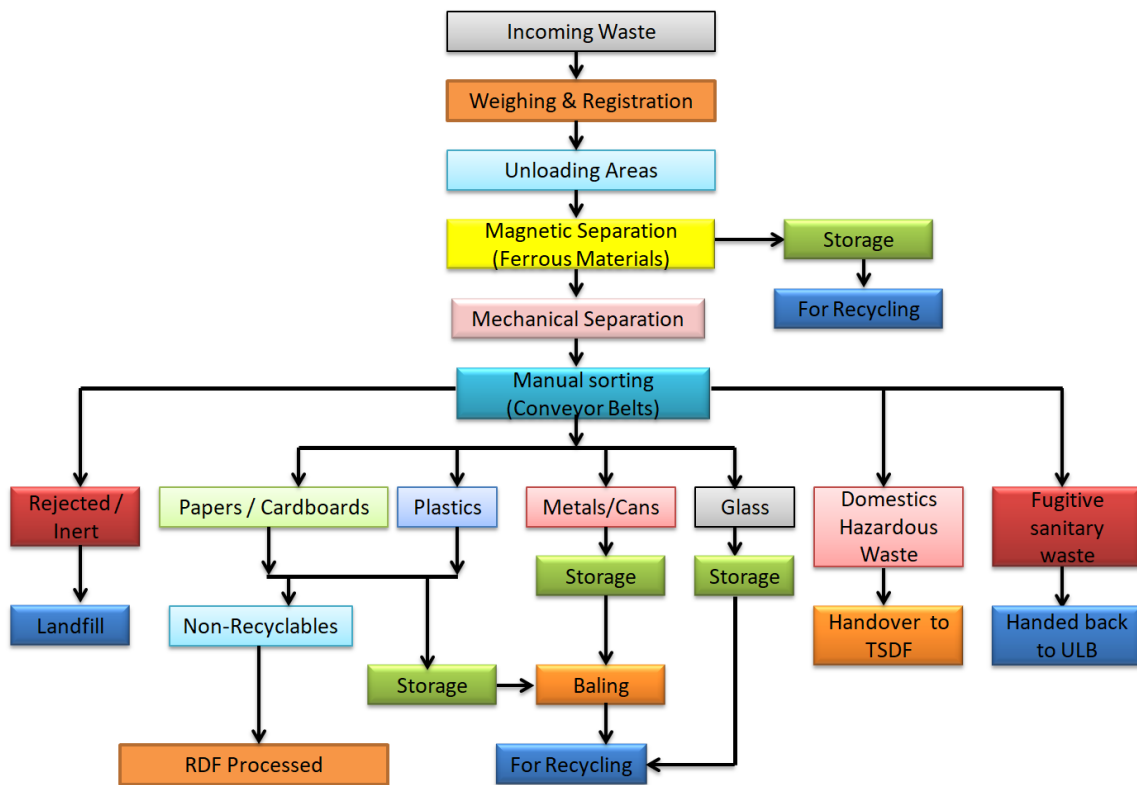 Incoming Waste
Weighing & Registration
Unloading Areas
Magnetic Separation
(Ferrous Materials)
Storage
For Recycling
Mechanical Separation
Manual sorting
(Conveyor Belts)
Rejected /
Inert
Papers / Cardboards
Plastics
Metals/Cans
Glass
Domestics
Hazardous
Waste
Fugitive
sanitary
waste
Storage
Storage
Landfill
Non-Recyclables
Handover to
TSDF
Handed back
to ULB
Storage
Baling
RDF Processed
For Recycling